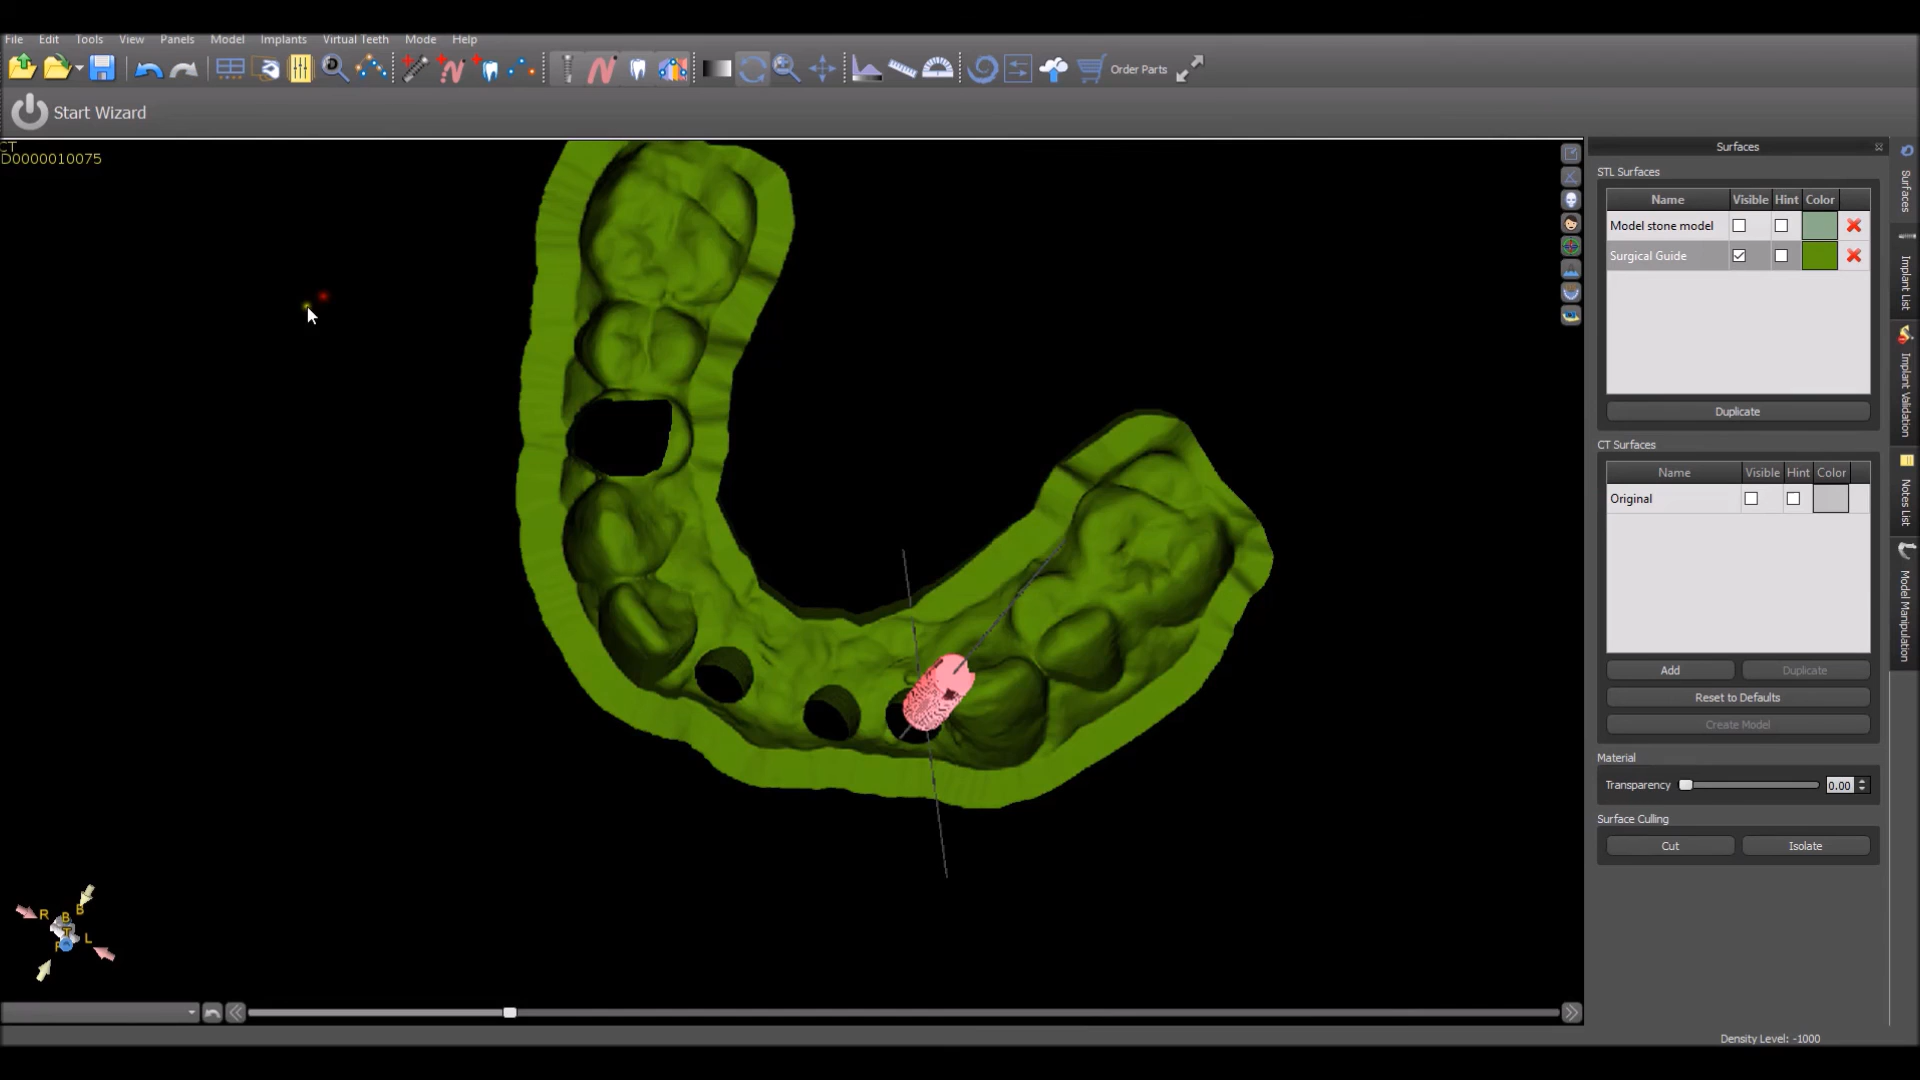 File Edit Tools View Panels Model Implants Virtual Teeth Mode Help
Order Parts
Start Wizard
CT
D0000010075
Surfaces
STL Surfaces
Name Visible Hint Color
Model stone model
Surgical Guide
Duplicate
CT Surfaces
Name Visible Hint Color
Original
Add Duplicate
Reset to Defaults
Create Model
Material
Transparency 0.00
Surface Culling
Cut Isolate
Surfaces
Implant List
Implant Validation
Notes List
Model Manipulation
R B B
T L
Density Level: -1000